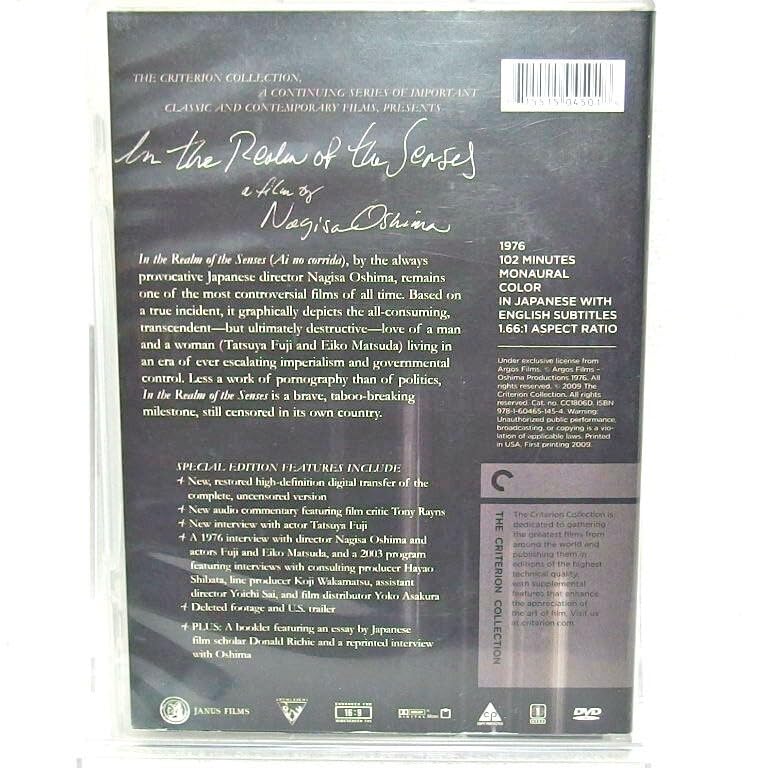 THE CRITERION COLLECTION,
A CONTINUING SERIES OF IMPORTANT
CLASSIC AND CONTEMPORARY FILMS, PRESENTS
In the Realm of the Senses
a film by
Nagisa Oshima
In the Realm of the Senses (Ai no corrida), by the always
provocative Japanese director Nagisa Oshima, remains
one of the most controversial films of all time. Based on
a true incident, it graphically depicts the all-consuming,
transcendent—but ultimately destructive—love of a man
and a woman (Tatsuya Fuji and Eiko Matsuda) living in
an era of ever escalating imperialism and governmental
control. Less a work of pornography than of politics,
In the Realm of the Senses is a brave, taboo-breaking
milestone, still censored in its own country.
SPECIAL EDITION FEATURES INCLUDE
New, restored high-definition digital transfer of the
complete, uncensored version
New audio commentary featuring film critic Tony Rayns
New interview with actor Tatsuya Fuji
A 1976 interview with director Nagisa Oshima and
actors Fuji and Eiko Matsuda, and a 2003 program
featuring interviews with consulting producer Hayao
Shibata, line producer Koji Wakamatsu, assistant
director Yoichi Sai, and film distributor Yoko Asakura
Deleted footage and U.S. trailer
PLUS: A booklet featuring an essay by Japanese
film scholar Donald Richie and a reprinted interview
with Oshima
1976
102 MINUTES
MONAURAL
COLOR
IN JAPANESE WITH
ENGLISH SUBTITLES
1.66:1 ASPECT RATIO
Under exclusive license from
Argos Films. © Argos Films –
Oshima Productions 1976. All
rights reserved. © 2009 The
Criterion Collection. All rights
reserved. Cat. no. CC1806D. ISBN
978-1-60465-145-4. Warning:
Unauthorized public performance,
broadcasting, or copying is a vio-
lation of applicable laws. Printed
in USA. First printing 2009.
THE CRITERION COLLECTION
The Criterion Collection is
dedicated to gathering
the greatest films from
around the world and
publishing them in
editions of the highest
technical quality,
with supplemental
features that enhance
the appreciation of
the art of film. Visit us
at criterion.com
JANUS FILMS
16:9
DIGITAL
DVD